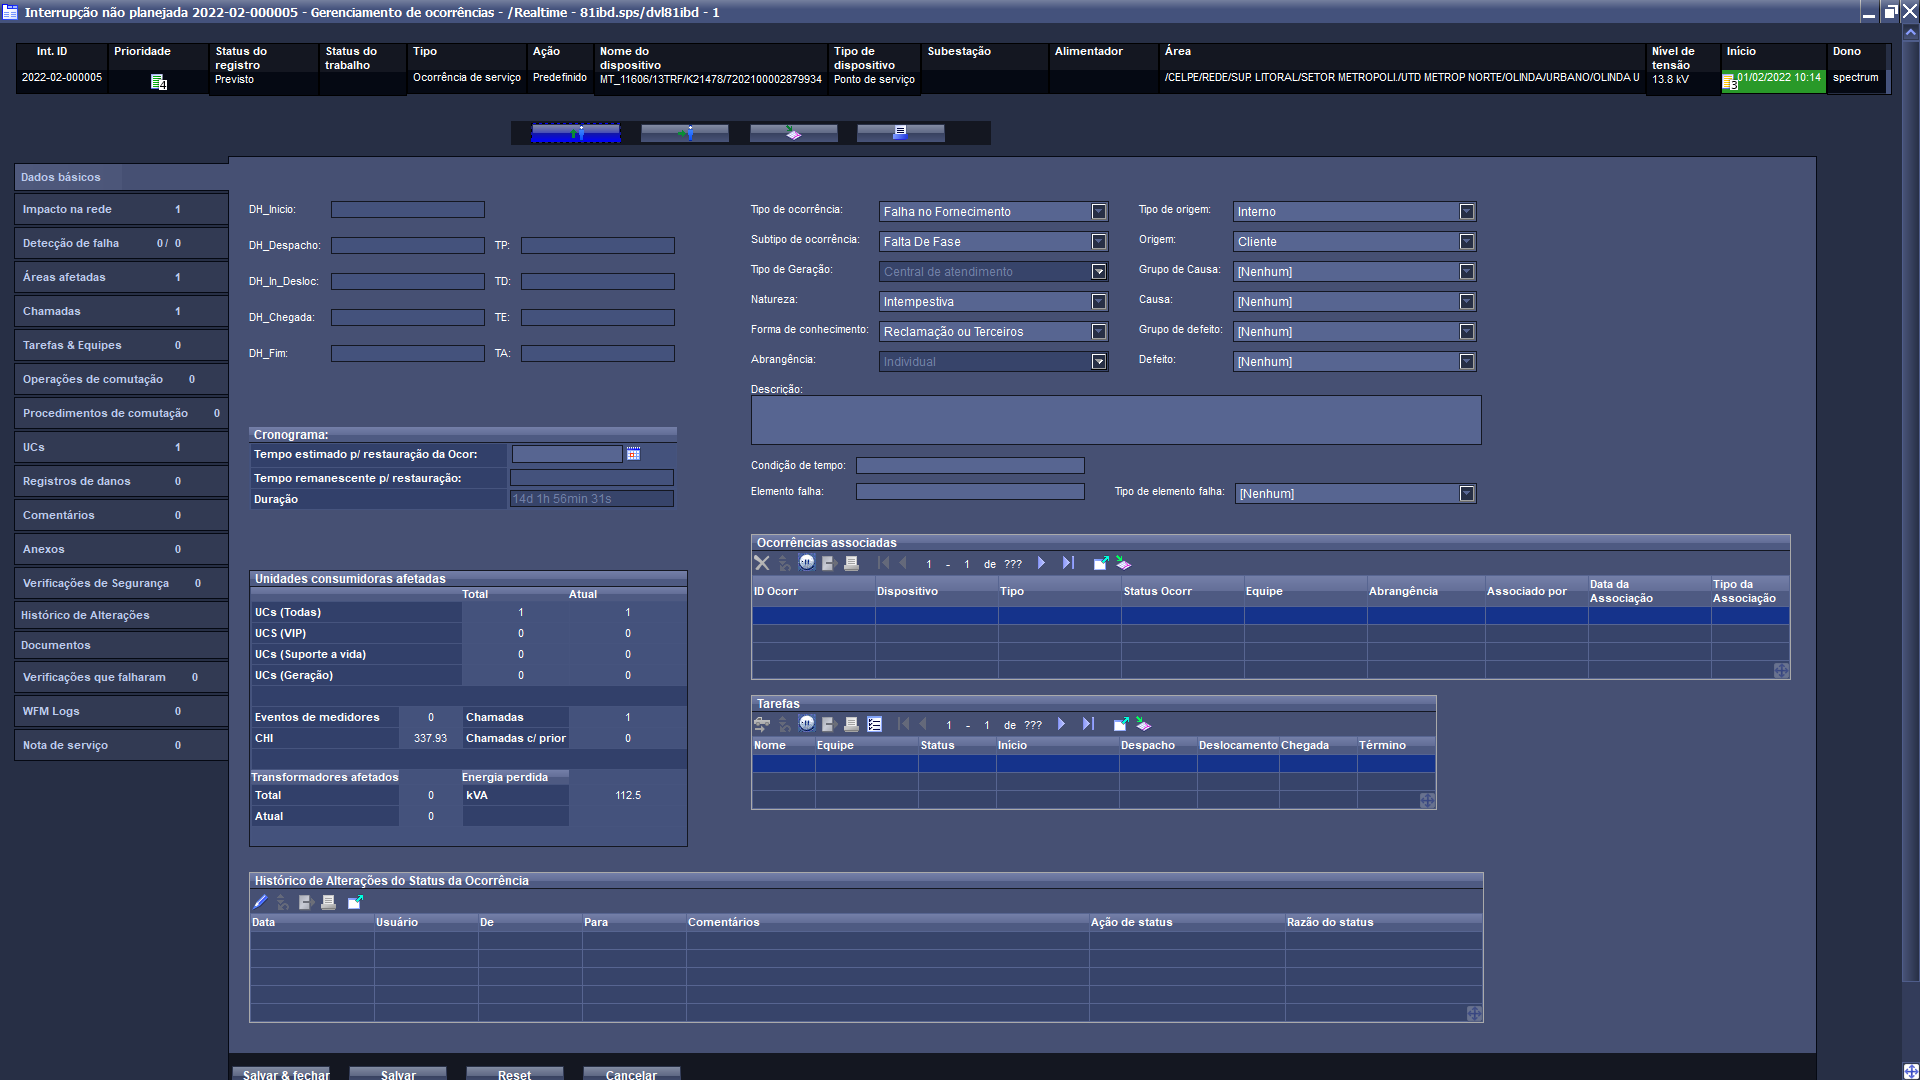 Interrupção não planejada 2022-02-000005 - Gerenciamento de ocorrências - /Realtime - 81ibd.sps/dvl81ibd - 1
Int. ID Prioridade Status do registro Status do trabalho Tipo Ação Nome do dispositivo Tipo de dispositivo Subestação Alimentador Área Nível de tensão Início Dono
2022-02-000005 4 Previsto Ocorrência de serviço Predefinido MT_11606/13TRF/K21478/7202100002879934 Ponto de serviço /CELPE/REDE/SUP. LITORAL/SETOR METROPOLI./UTD METROP NORTE/OLINDA/URBANO/OLINDA U 13.8 kV 3 01/02/2022 10:14 spectrum
Dados básicos
Impacto na rede 1
Detecção de falha 0 / 0
Áreas afetadas 1
Chamadas 1
Tarefas & Equipes 0
Operações de comutação 0
Procedimentos de comutação 0
UCs 1
Registros de danos 0
Comentários 0
Anexos 0
Verificações de Segurança 0
Histórico de Alterações
Documentos
Verificações que falharam 0
WFM Logs 0
Nota de serviço 0
DH_Inicio:
DH_Despacho: TP:
DH_In_Desloc: TD:
DH_Chegada: TE:
DH_Fim: TA:
Cronograma:
Tempo estimado p/ restauração da Ocor:
Tempo remanescente p/ restauração:
Duração 14d 1h 56min 31s
Unidades consumidoras afetadas
Total Atual
UCs (Todas) 1 1
UCS (VIP) 0 0
UCs (Suporte a vida) 0 0
UCs (Geração) 0 0
Eventos de medidores 0 Chamadas 1
CHI 337.93 Chamadas c/ prior 0
Transformadores afetados Energia perdida
Total 0 kVA 112.5
Atual 0
Tipo de ocorrência: Falha no Fornecimento Tipo de origem: Interno
Subtipo de ocorrência: Falta De Fase Origem: Cliente
Tipo de Geração: Central de atendimento Grupo de Causa: [Nenhum]
Natureza: Intempestiva Causa: [Nenhum]
Forma de conhecimento: Reclamação ou Terceiros Grupo de defeito: [Nenhum]
Abrangência: Individual Defeito: [Nenhum]
Descrição:
Condição de tempo:
Elemento falha: Tipo de elemento falha: [Nenhum]
Ocorrências associadas
1 - 1 de ???
ID Ocorr Dispositivo Tipo Status Ocorr Equipe Abrangência Associado por Data da Associação Tipo da Associação
Tarefas
1 - 1 de ???
Nome Equipe Status Início Despacho Deslocamento Chegada Término
Histórico de Alterações do Status da Ocorrência
Data Usuário De Para Comentários Ação de status Razão do status
Salvar & fechar Salvar Reset Cancelar